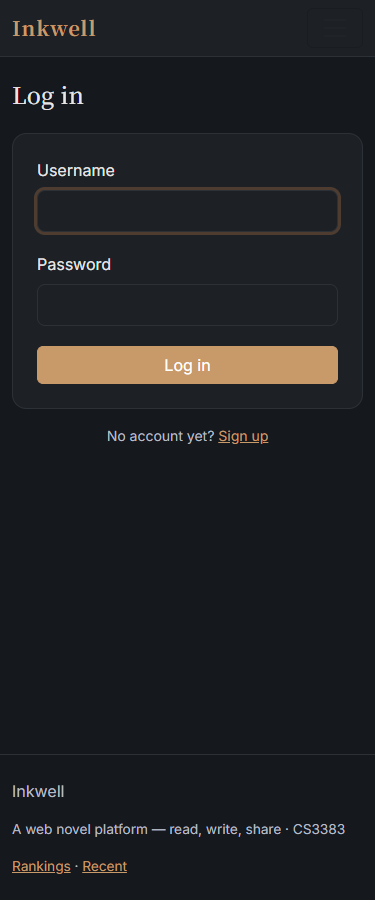 Inkwell
Log in
Username
Password
Log in
No account yet? Sign up
Inkwell
A web novel platform — read, write, share · CS3383
Rankings · Recent